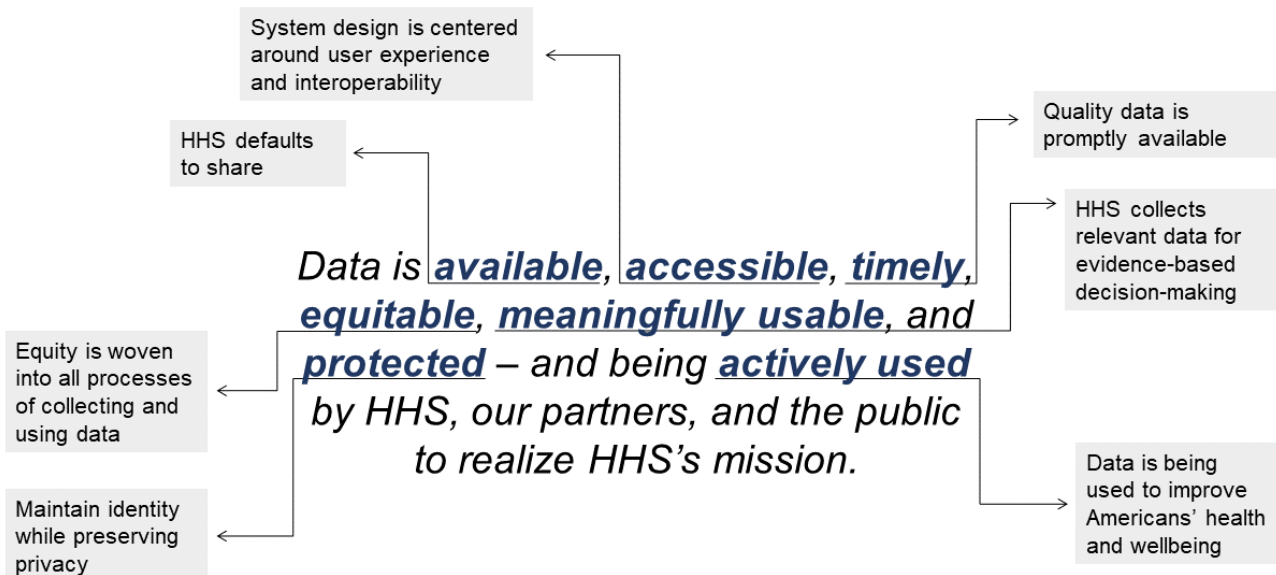 System design is centered
around user experience
and interoperability
HHS defaults
to share
Quality data is
promptly available
HHS collects
relevant data for
evidence-based
decision-making
Data is available, accessible, timely,
equitable, meaningfully usable, and
protected – and being actively used
by HHS, our partners, and the public
to realize HHS’s mission.
Equity is woven
into all processes
of collecting and
using data
Maintain identity
while preserving
privacy
Data is being
used to improve
Americans’ health
and wellbeing